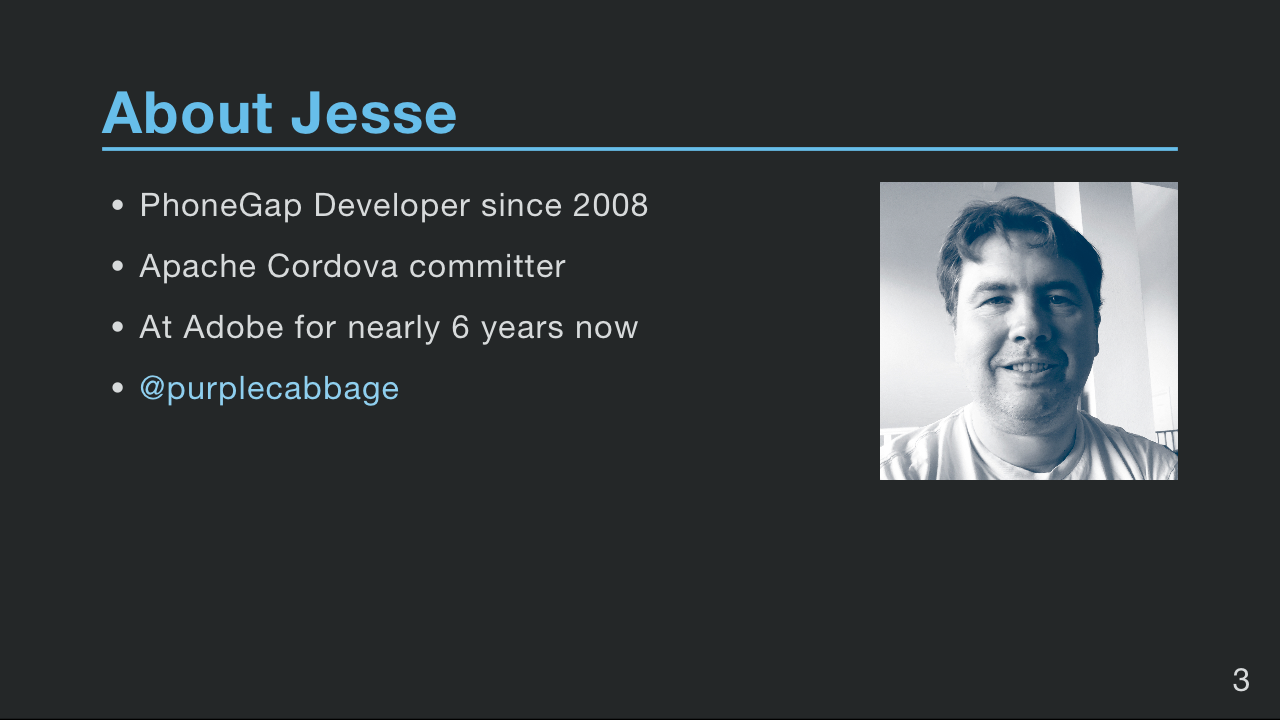 About Jesse
• PhoneGap Developer since 2008
• Apache Cordova committer
• At Adobe for nearly 6 years now
• @purplecabbage
3